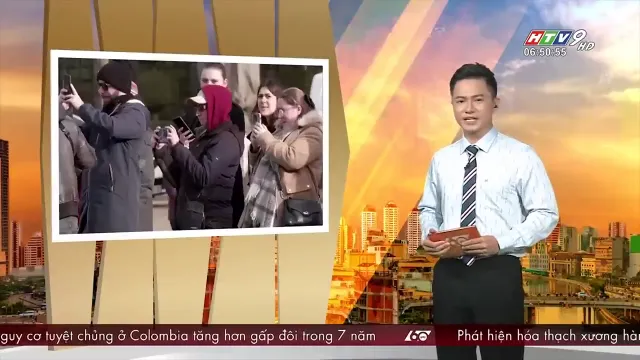 HTV9 HD
06:50:55
guy cơ tuyệt chủng ở Colombia tăng hơn gấp đôi trong 7 năm 60 Phát hiện hóa thạch xương hà